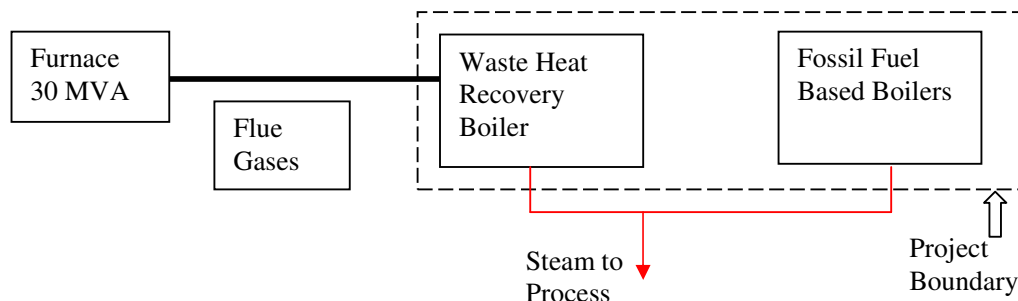 Furnace
30 MVA
Flue
Gases
Waste Heat
Recovery
Boiler
Fossil Fuel
Based Boilers
Steam to
Process
Project
Boundary